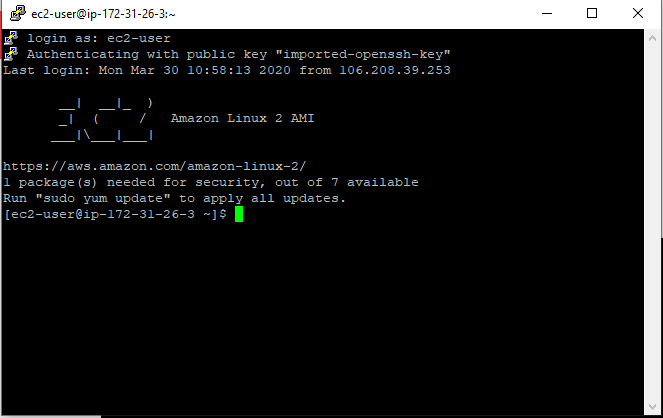 ec2-user@ip-172-31-26-3:~
login as: ec2-user
Authenticating with public key "imported-openssh-key"
Last login: Mon Mar 30 10:58:13 2020 from 106.208.39.253
       __|  __|_  )
       _|  (     /   Amazon Linux 2 AMI
      ___|\___|___|
https://aws.amazon.com/amazon-linux-2/
1 package(s) needed for security, out of 7 available
Run "sudo yum update" to apply all updates.
[ec2-user@ip-172-31-26-3 ~]$